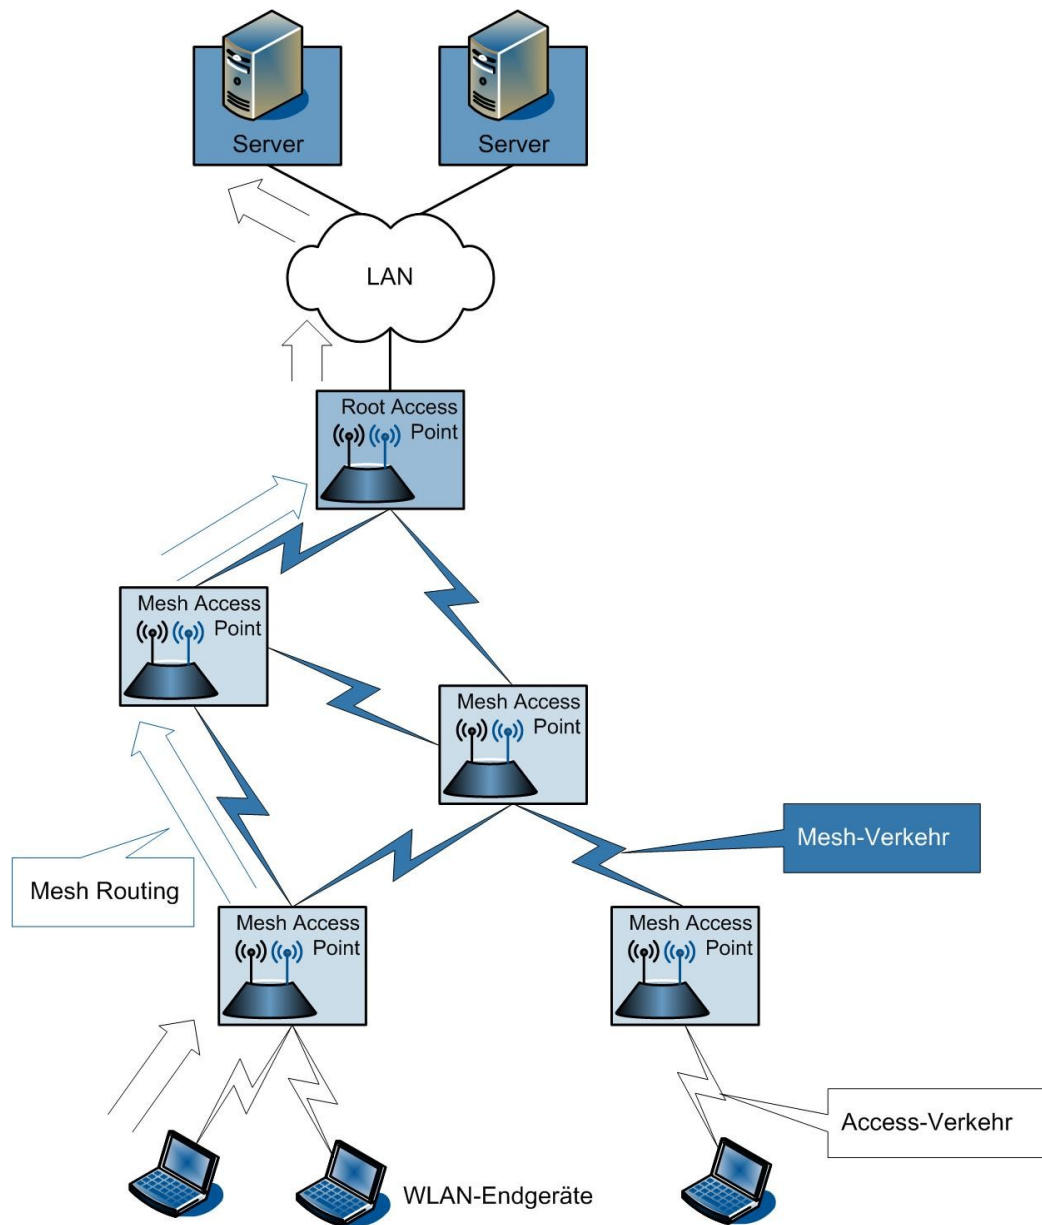 Server
Server
LAN
Root Access
Point
Mesh Access
Point
Mesh Access
Point
Mesh-Verkehr
Mesh Routing
Mesh Access
Point
Mesh Access
Point
Access-Verkehr
WLAN-Endgeräte